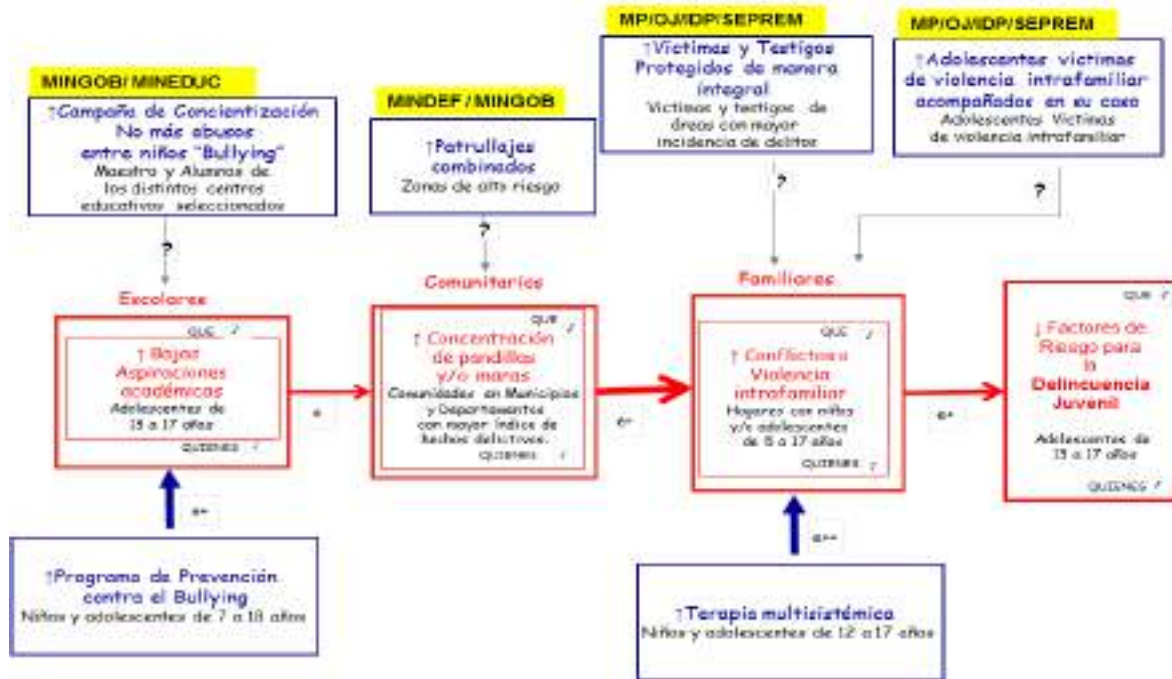 MP/OJ/IDP/SEPREM
MP/OJ/IDP/SEPREM
MINGOB/ MINEDUC
MINDEF / MINGOB
↑Campaña de Concientización
No más abusos
entre niños "Bullying"
Maestro y Alumnos de
los distintos centros
educativos seleccionados
↑Patrullajes
combinados
Zonas de alto riesgo
↑Victimas y Testigos
Protegidos de manera
integral
Victimas y testigos de
áreas con mayor
incidencia de delitos
↑Adolescentes victimas
de violencia intrafamiliar
acompañados en su caso
Adolescentes Victimas
de violencia intrafamiliar
?
?
?
?
Escolares
QUE ?
↑ Bajas
Aspiraciones
académicas
Adolescentes de
13 a 17 años
QUIENES ?
e
Comunitarios
QUE ?
↑ Concentración
de pandillas
y/o maras
Comunidades en Municipios
y Departamentos
con mayor índice de
hechos delictivos.
QUIENES ?
e+
Familiares
QUE ?
↑ Conflictos o
Violencia
intrafamiliar
Hogares con niños
y/o adolescentes
de 5 a 17 años
QUIENES ?
e+
QUE ?
↓ Factores de
Riesgo para
la
Delincuencia
Juvenil
Adolescentes de
13 a 17 años
QUIENES ?
e+
↑Programa de Prevención
contra el Bullying
Niños y adolescentes de 7 a 18 años
e++
↑Terapia multisistémica
Niños y adolescentes de 12 a 17 años